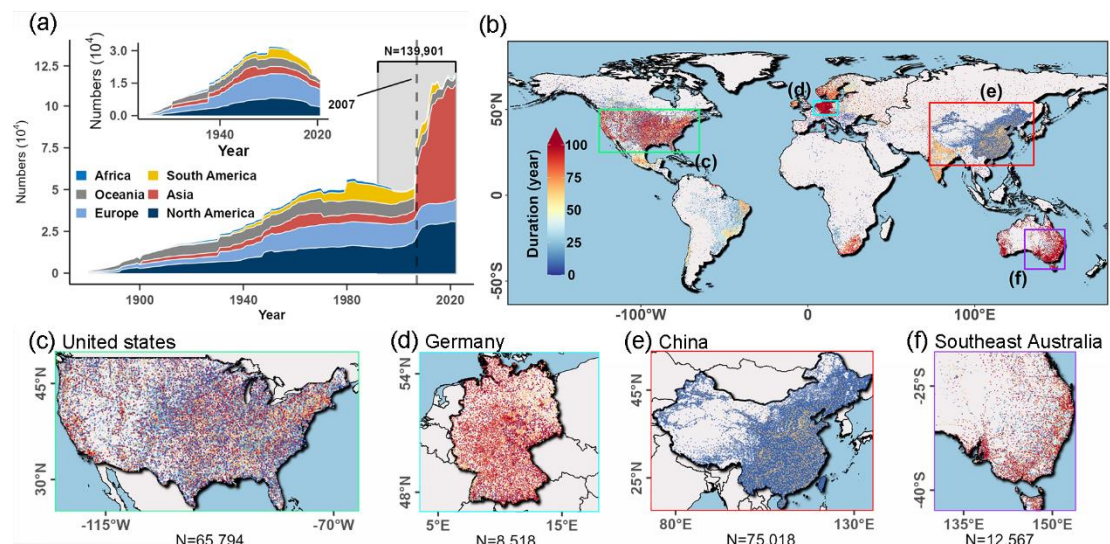 (a)
Numbers (10⁴)
12.5
10
7.5
5
2.5
0
1900
1940
1980
2020
Year
Numbers (10⁴)
3.0
1.5
0.0
1940
2020
Year
N=139,901
2007
Africa
South America
Oceania
Asia
Europe
North America
(b)
50°N
0
-50°S
-100°W
0
100°E
Duration (year)
100
75
50
25
0
(c)
(d)
(e)
(f)
(c) United states
45°N
30°N
-115°W
-70°W
N=65,794
(d) Germany
54°N
48°N
5°E
15°E
N=8,518
(e) China
45°N
25°N
80°E
130°E
N=75,018
(f) Southeast Australia
-25°S
-40°S
135°E
150°E
N=12,567